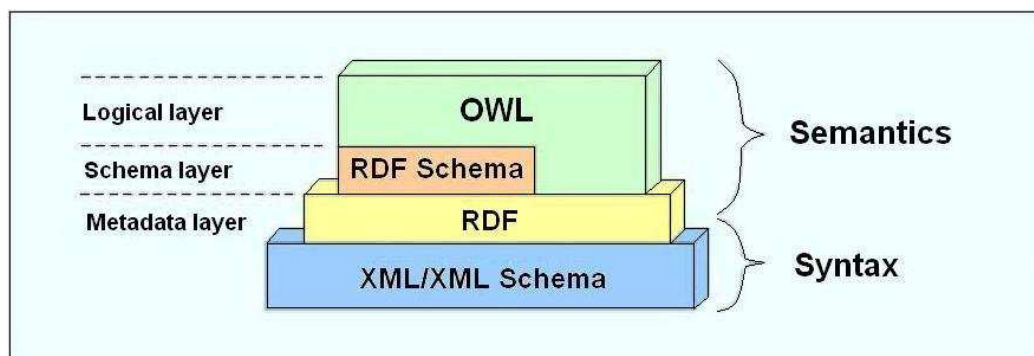 Logical layer
OWL
Semantics
Schema layer
RDF Schema
Metadata layer
RDF
Syntax
XML/XML Schema